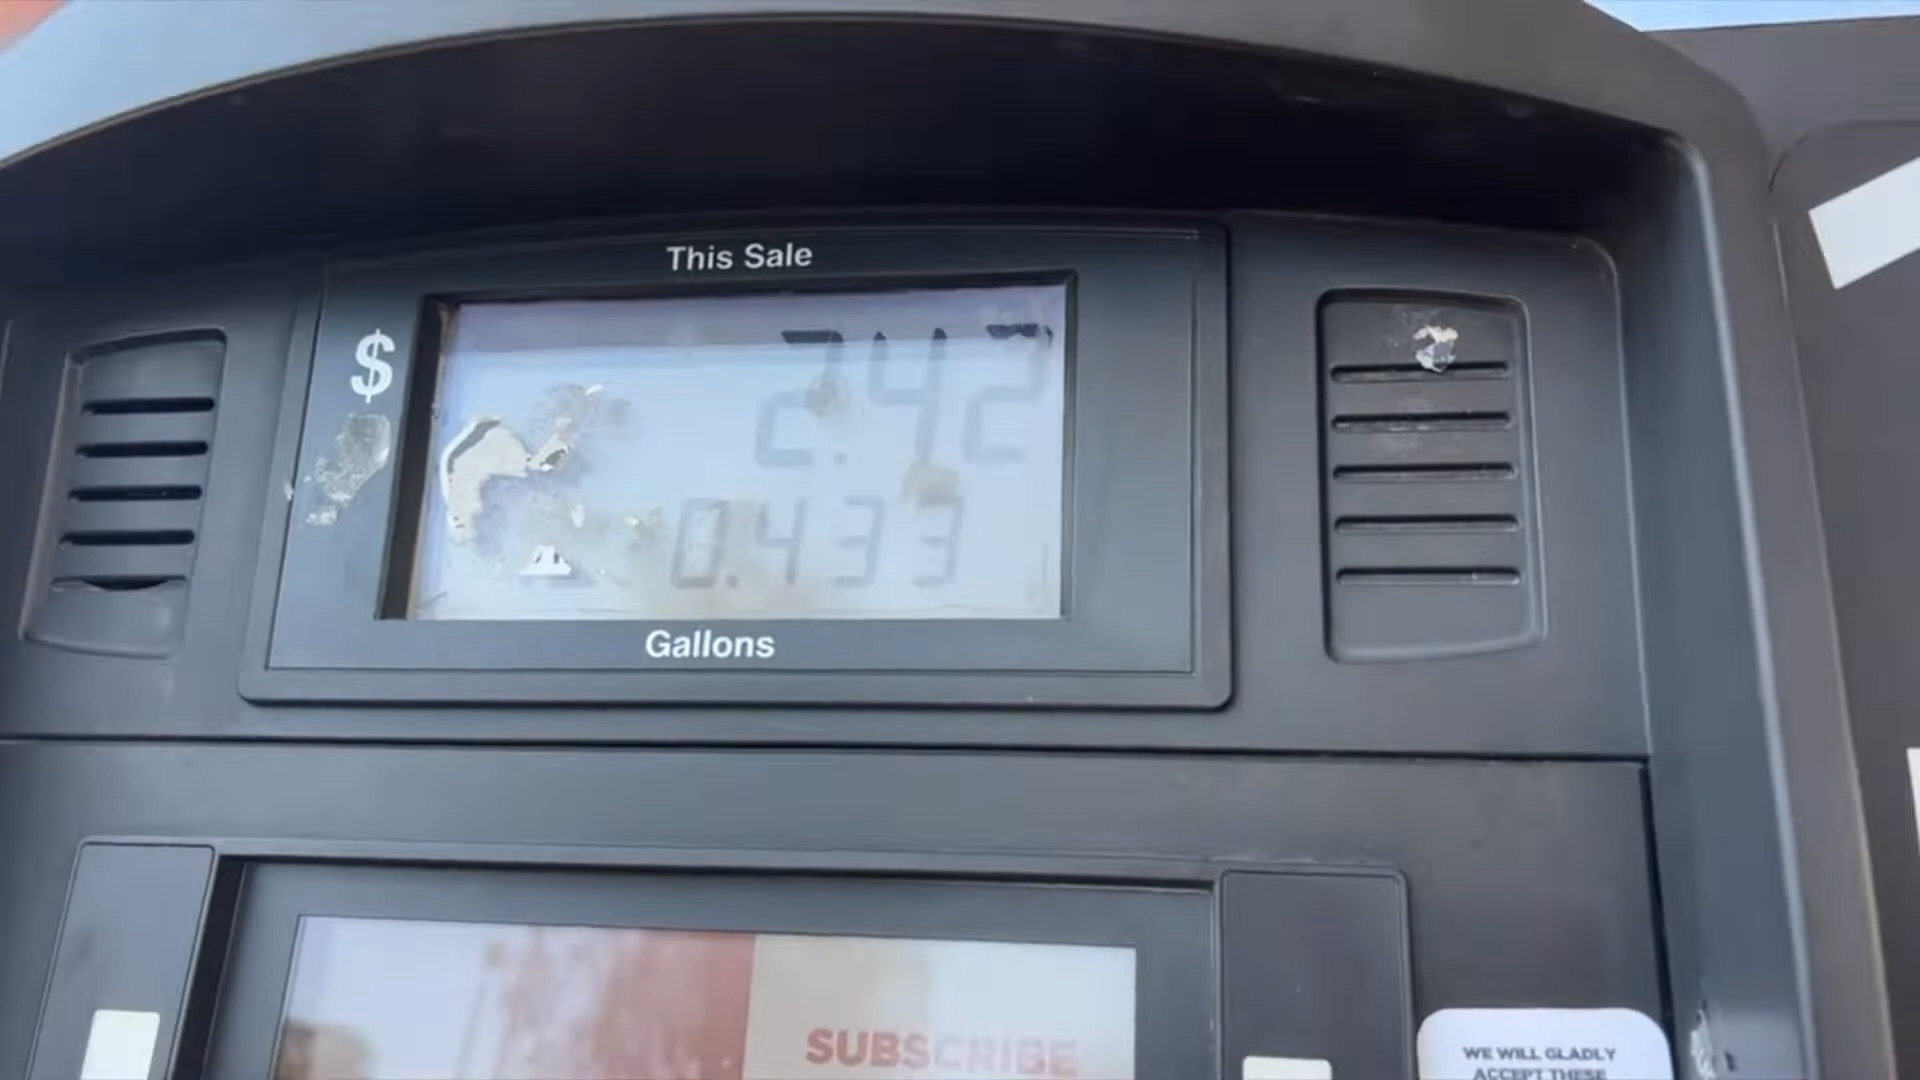 This Sale
$
2.42
0.433
Gallons
SUBSCRIBE
WE WILL GLADLY
ACCEPT THESE